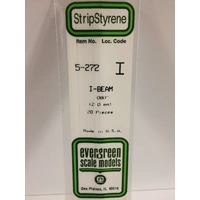 StripStyrene
Item No. Loc. Code
5-272 I
I-BEAM
.080"
(2.0 mm)
20 Pieces
Made in U.S.A.
evergreen
scale models
Des Plaines, IL 60018